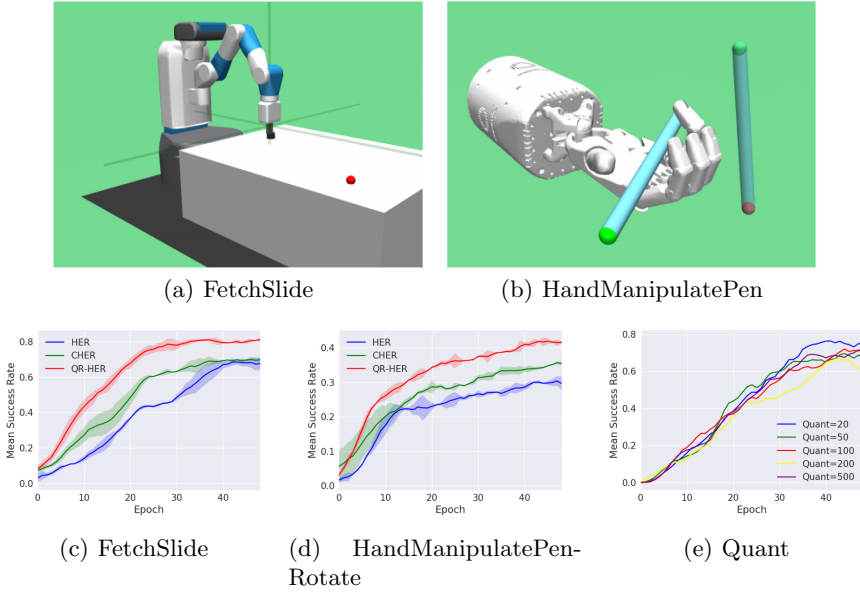 (a) FetchSlide
(b) HandManipulatePen
Mean Success Rate
0.8
0.6
0.4
0.2
0.0
0
10
20
30
40
Epoch
HER
CHER
QR-HER
(c) FetchSlide
Mean Success Rate
0.4
0.3
0.2
0.1
0.0
0
10
20
30
40
Epoch
HER
CHER
QR-HER
(d) HandManipulatePen-
Rotate
Mean Success Rate
0.8
0.6
0.4
0.2
0.0
0
10
20
30
40
Epoch
Quant=20
Quant=50
Quant=100
Quant=200
Quant=500
(e) Quant